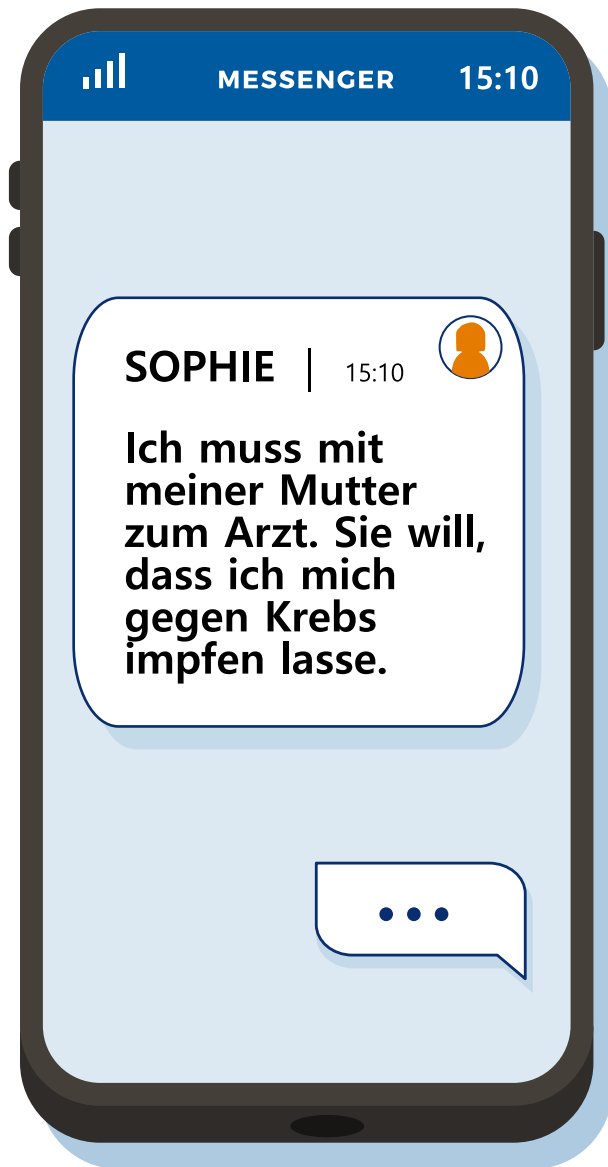 MESSENGER 15:10
SOPHIE | 15:10
Ich muss mit
meiner Mutter
zum Arzt. Sie will,
dass ich mich
gegen Krebs
impfen lasse.
•••